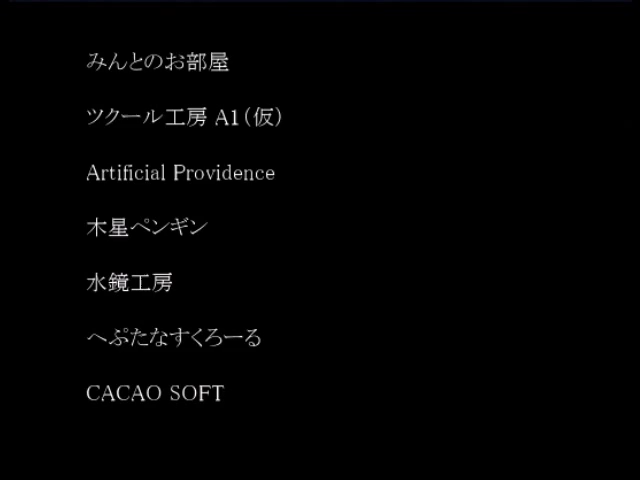 みんとのお部屋
ツクール工房 A1（仮）
Artificial Providence
木星ペンギン
水鏡工房
へぷたなすくろーる
CACAO SOFT